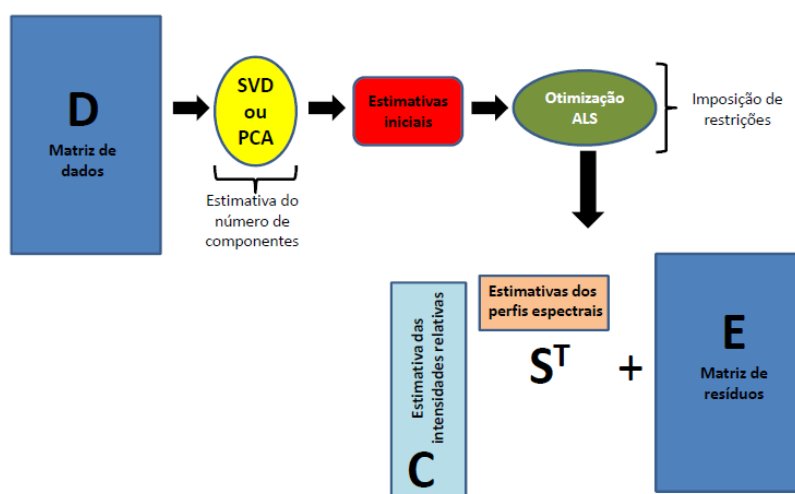 D
Matriz de
dados
SVD
ou
PCA
Estimativa do
número de
componentes
Estimativas
iniciais
Otimização
ALS
Imposição de
restrições
Estimativa das
intensidades relativas
C
Estimativas dos
perfis espectrais
Sᵀ
+
E
Matriz de
resíduos